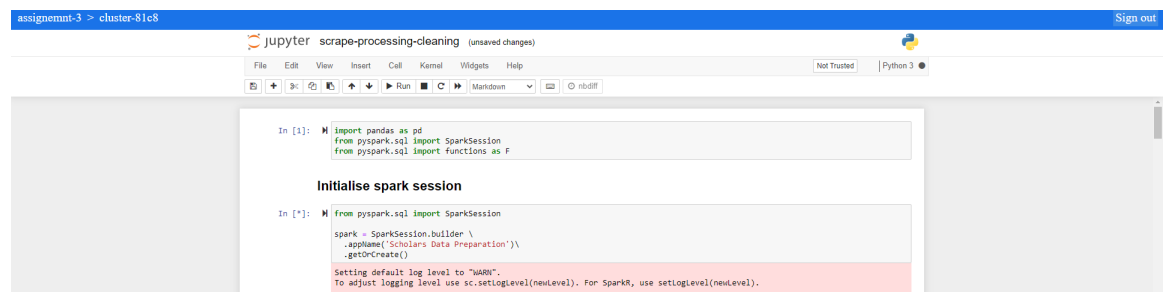 assignemnt-3 > cluster-81c8 Sign out
jupyter scrape-processing-cleaning (unsaved changes)
File Edit View Insert Cell Kernel Widgets Help Not Trusted Python 3
Run Markdown nbdiff
In [1]: import pandas as pd
from pyspark.sql import SparkSession
from pyspark.sql import functions as F
Initialise spark session
In [*]: from pyspark.sql import SparkSession
spark = SparkSession.builder \
.appName('Scholars Data Preparation')\
.getOrCreate()
Setting default log level to "WARN".
To adjust logging level use sc.setLogLevel(newLevel). For SparkR, use setLogLevel(newLevel).